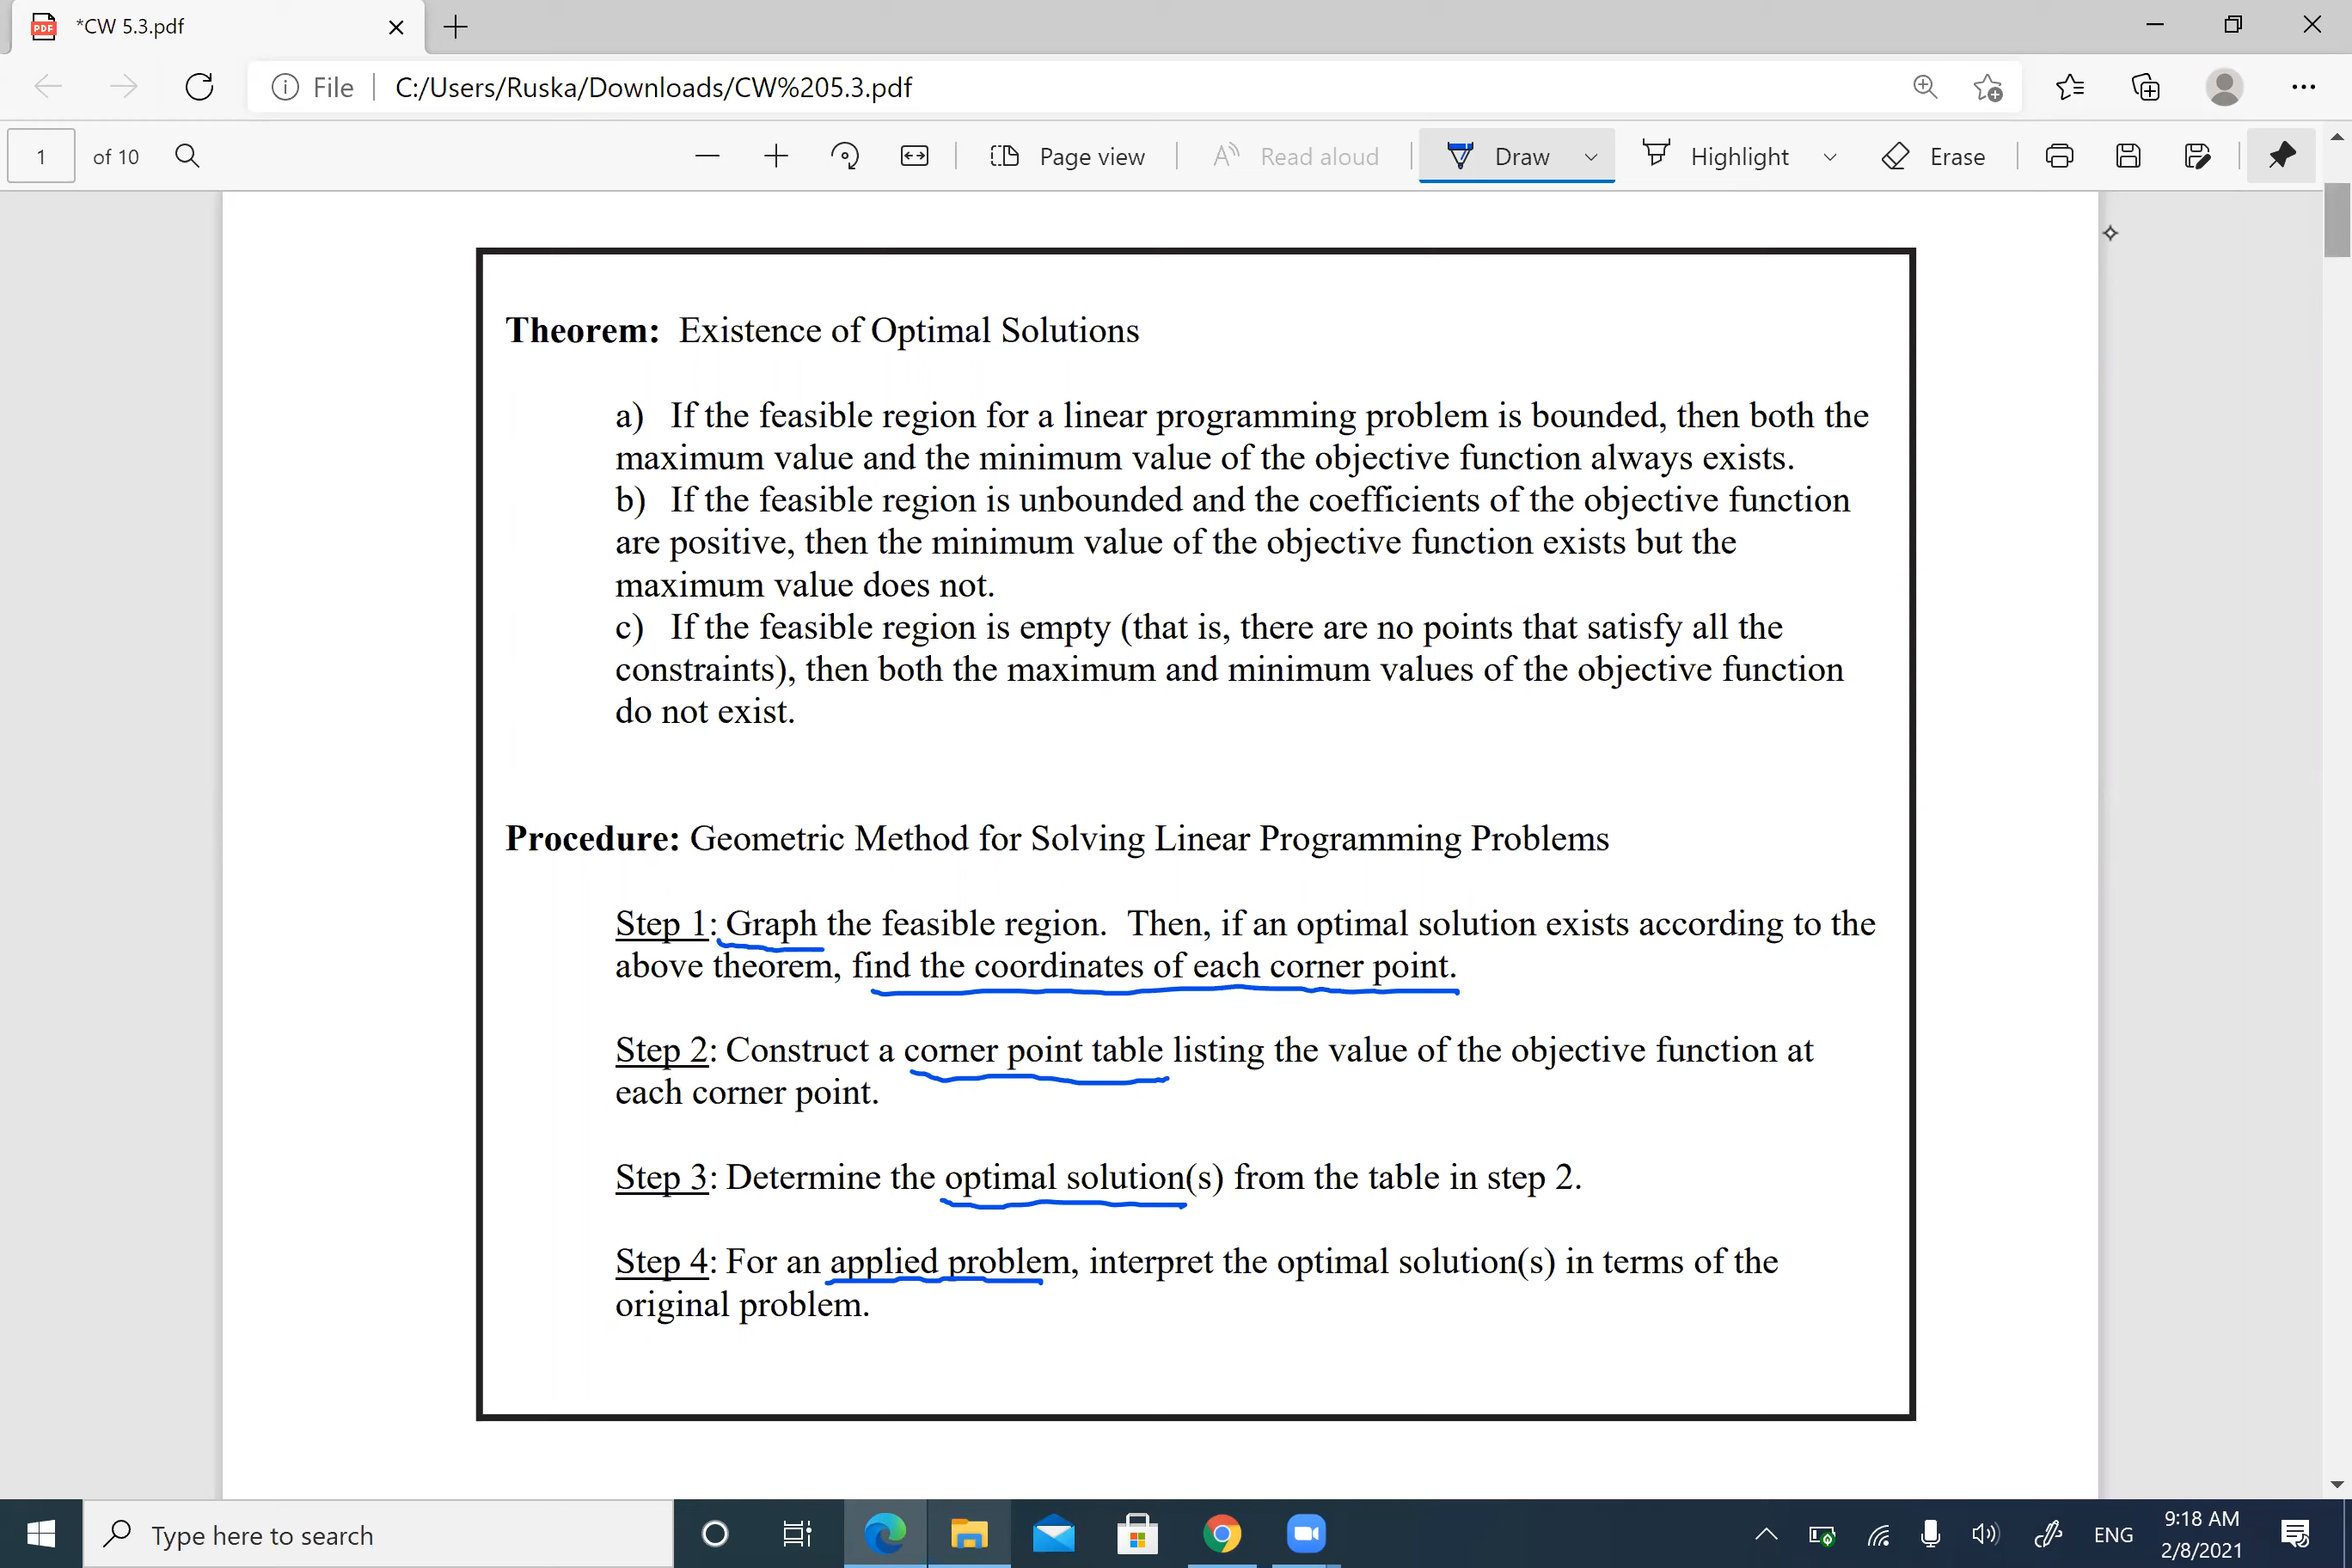 *CW 5.3.pdf
File
C:/Users/Ruska/Downloads/CW%205.3.pdf
1 of 10
Page view
Read aloud
Draw
Highlight
Erase
Theorem: Existence of Optimal Solutions
a) If the feasible region for a linear programming problem is bounded, then both the
maximum value and the minimum value of the objective function always exists.
b) If the feasible region is unbounded and the coefficients of the objective function
are positive, then the minimum value of the objective function exists but the
maximum value does not.
c) If the feasible region is empty (that is, there are no points that satisfy all the
constraints), then both the maximum and minimum values of the objective function
do not exist.
Procedure: Geometric Method for Solving Linear Programming Problems
Step 1: Graph the feasible region. Then, if an optimal solution exists according to the
above theorem, find the coordinates of each corner point.
Step 2: Construct a corner point table listing the value of the objective function at
each corner point.
Step 3: Determine the optimal solution(s) from the table in step 2.
Step 4: For an applied problem, interpret the optimal solution(s) in terms of the
original problem.
Type here to search
ENG
9:18 AM
2/8/2021